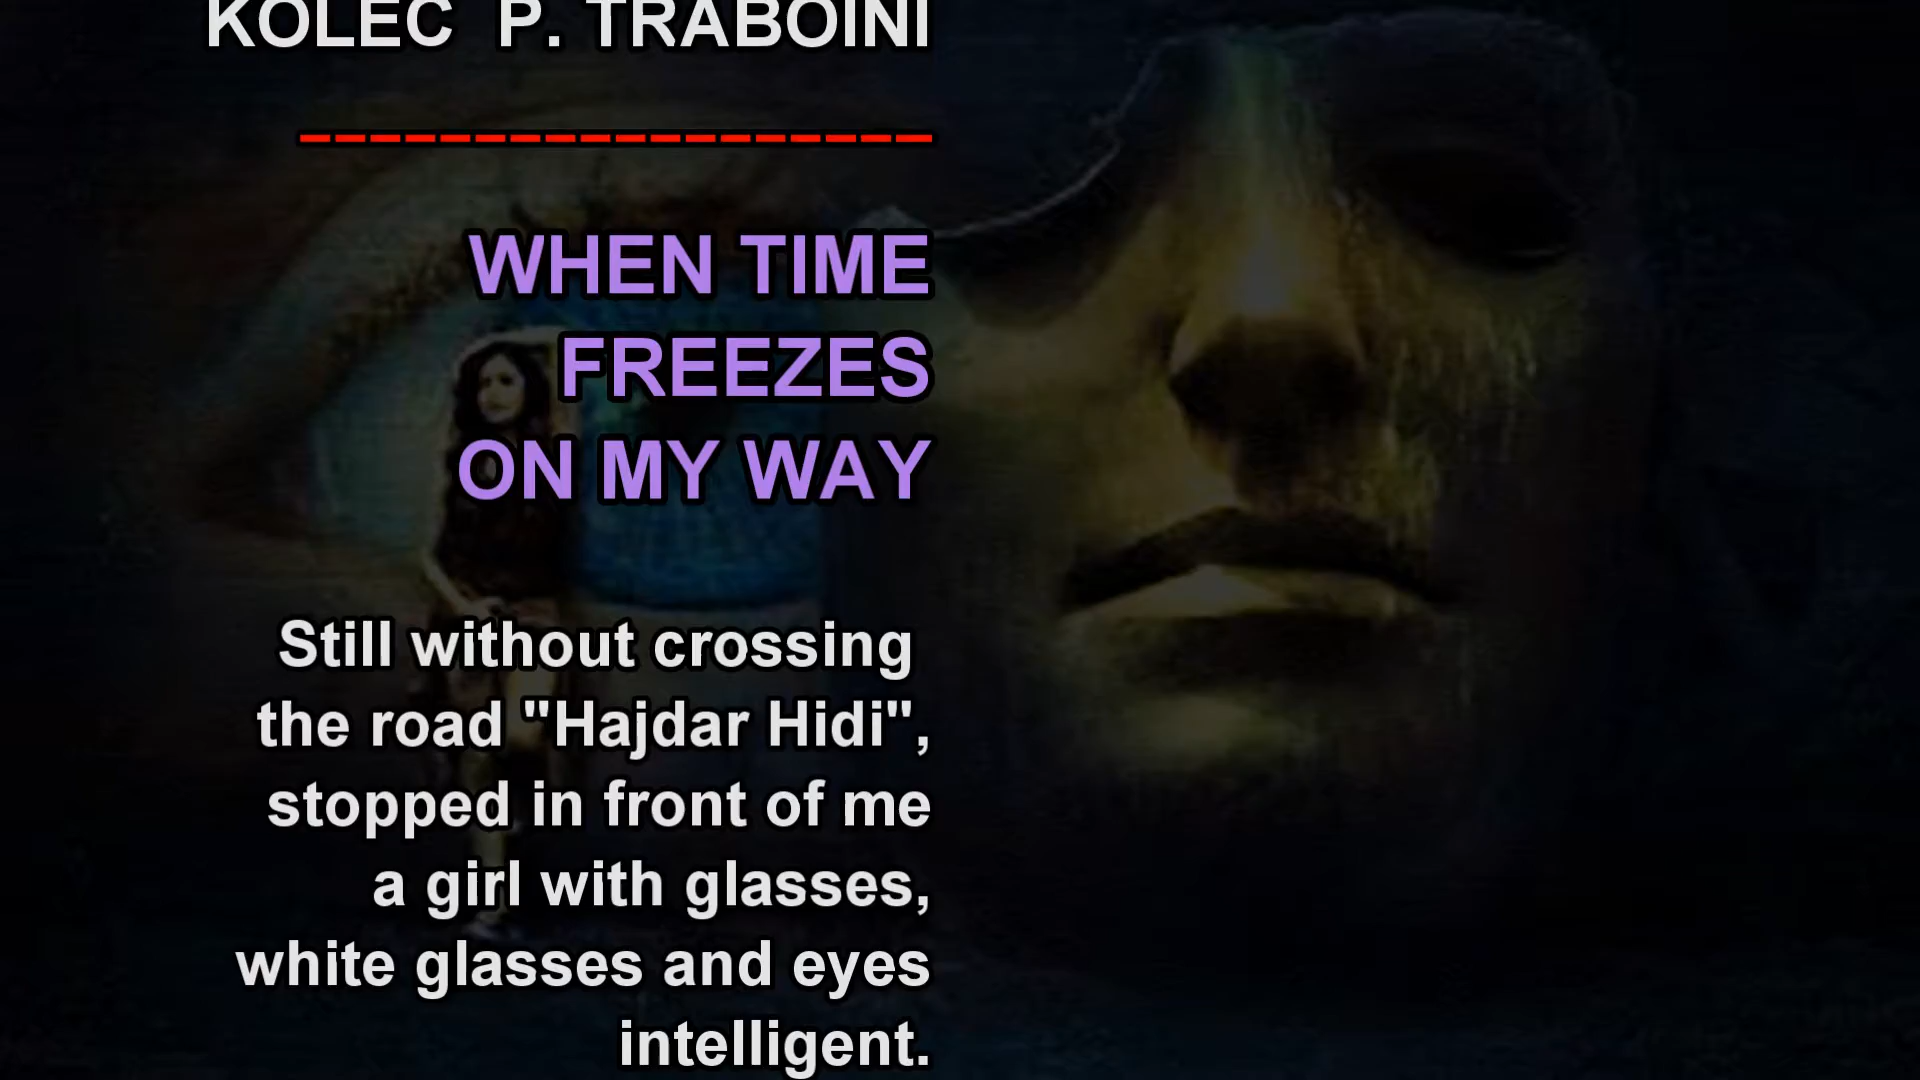 KOLEC P. TRABOINI
------------------
WHEN TIME
FREEZES
ON MY WAY
Still without crossing
the road "Hajdar Hidi",
stopped in front of me
a girl with glasses,
white glasses and eyes
intelligent.